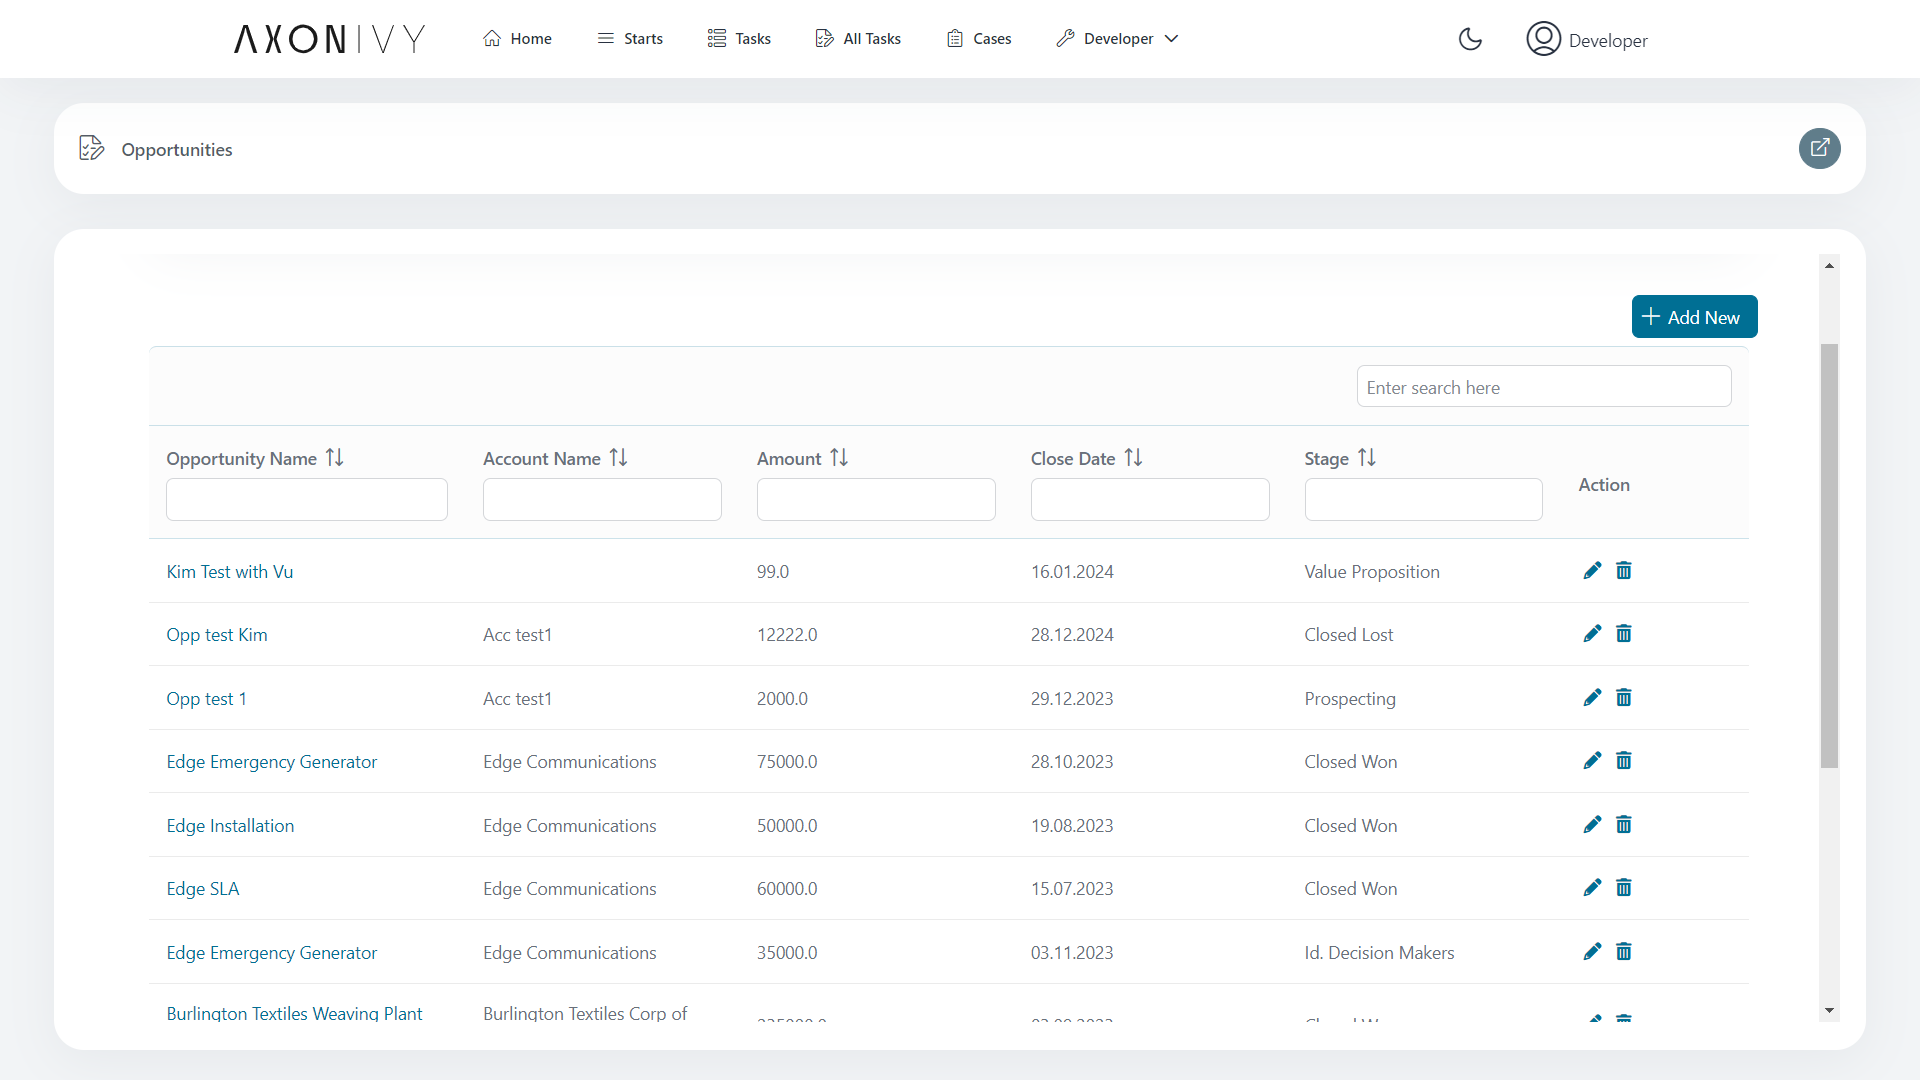 AXONIVY Home Starts Tasks All Tasks Cases Developer Developer
Opportunities
Add New
Enter search here
Opportunity Name Account Name Amount Close Date Stage Action
Kim Test with Vu 99.0 16.01.2024 Value Proposition
Opp test Kim Acc test1 12222.0 28.12.2024 Closed Lost
Opp test 1 Acc test1 2000.0 29.12.2023 Prospecting
Edge Emergency Generator Edge Communications 75000.0 28.10.2023 Closed Won
Edge Installation Edge Communications 50000.0 19.08.2023 Closed Won
Edge SLA Edge Communications 60000.0 15.07.2023 Closed Won
Edge Emergency Generator Edge Communications 35000.0 03.11.2023 Id. Decision Makers
Burlington Textiles Weaving Plant Burlington Textiles Corp of